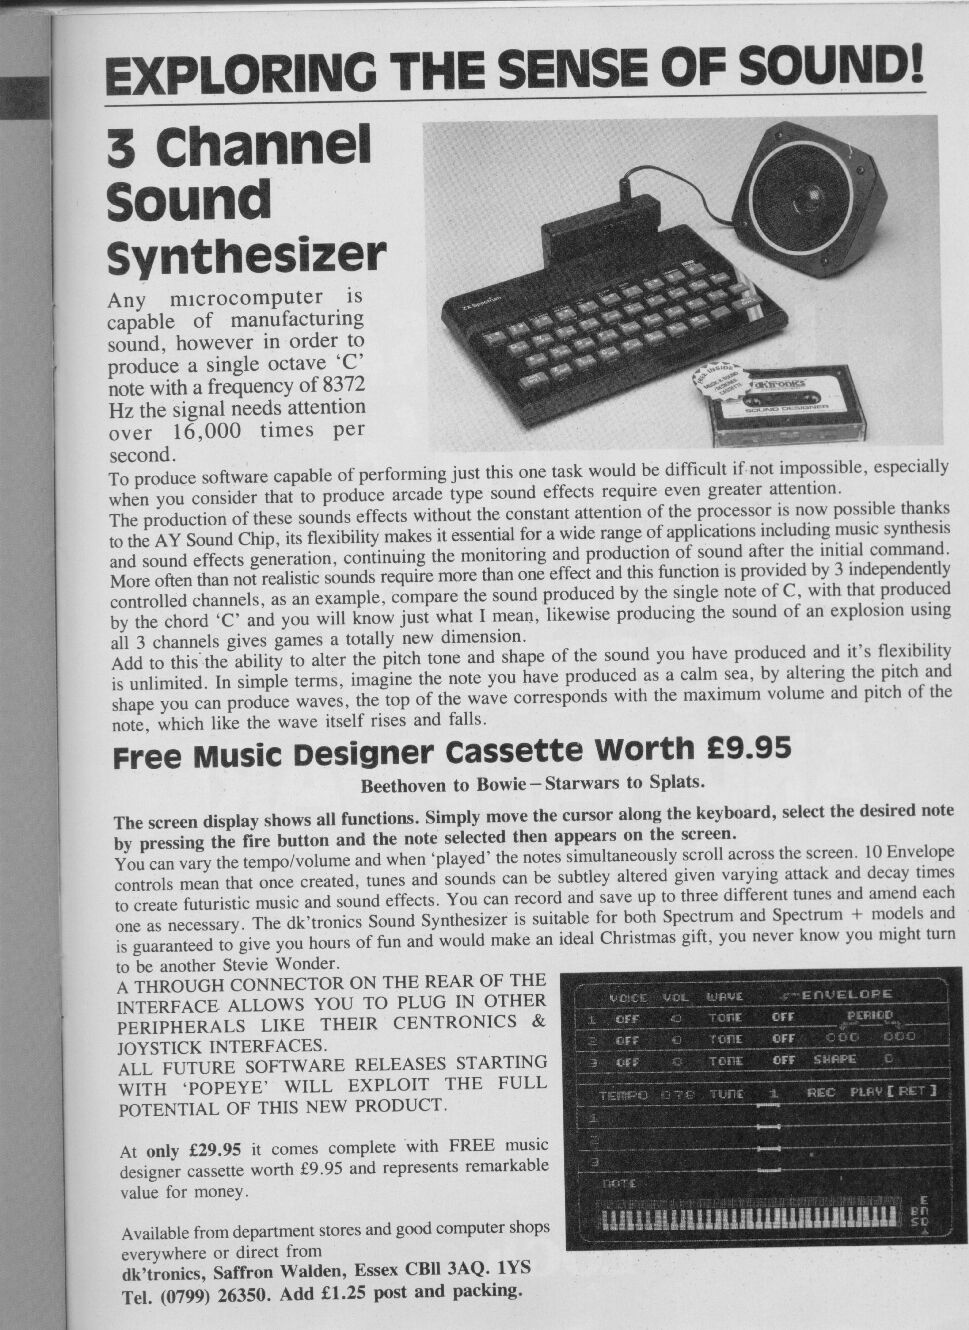 EXPLORING THE SENSE OF SOUND!
3 Channel
Sound
Synthesizer
Any microcomputer is
capable of manufacturing
sound, however in order to
produce a single octave ‘C’
note with a frequency of 8372
Hz the signal needs attention
over 16,000 times per
second.
ZX Spectrum
dk'tronics
SOUND DESIGNER
To produce software capable of performing just this one task would be difficult if not impossible, especially
when you consider that to produce arcade type sound effects require even greater attention.
The production of these sounds effects without the constant attention of the processor is now possible thanks
to the AY Sound Chip, its flexibility makes it essential for a wide range of applications including music synthesis
and sound effects generation, continuing the monitoring and production of sound after the initial command.
More often than not realistic sounds require more than one effect and this function is provided by 3 independently
controlled channels, as an example, compare the sound produced by the single note of C, with that produced
by the chord ‘C’ and you will know just what I mean, likewise producing the sound of an explosion using
all 3 channels gives games a totally new dimension.
Add to this the ability to alter the pitch tone and shape of the sound you have produced and it's flexibility
is unlimited. In simple terms, imagine the note you have produced as a calm sea, by altering the pitch and
shape you can produce waves, the top of the wave corresponds with the maximum volume and pitch of the
note, which like the wave itself rises and falls.
Free Music Designer Cassette Worth £9.95
Beethoven to Bowie – Starwars to Splats.
The screen display shows all functions. Simply move the cursor along the keyboard, select the desired note
by pressing the fire button and the note selected then appears on the screen.
You can vary the tempo/volume and when ‘played’ the notes simultaneously scroll across the screen. 10 Envelope
controls mean that once created, tunes and sounds can be subtley altered given varying attack and decay times
to create futuristic music and sound effects. You can record and save up to three different tunes and amend each
one as necessary. The dk'tronics Sound Synthesizer is suitable for both Spectrum and Spectrum + models and
is guaranteed to give you hours of fun and would make an ideal Christmas gift, you never know you might turn
to be another Stevie Wonder.
A THROUGH CONNECTOR ON THE REAR OF THE
INTERFACE ALLOWS YOU TO PLUG IN OTHER
PERIPHERALS LIKE THEIR CENTRONICS &
JOYSTICK INTERFACES.
ALL FUTURE SOFTWARE RELEASES STARTING
WITH ‘POPEYE’ WILL EXPLOIT THE FULL
POTENTIAL OF THIS NEW PRODUCT.
At only £29.95 it comes complete with FREE music
designer cassette worth £9.95 and represents remarkable
value for money.
Available from department stores and good computer shops
everywhere or direct from
dk'tronics, Saffron Walden, Essex CBll 3AQ. 1YS
Tel. (0799) 26350. Add £1.25 post and packing.
VOICE VOL WAVE ENVELOPE
1 OFF 0 TONE OFF PERIOD
2 OFF 0 TONE OFF 000 000
3 OFF 0 TONE OFF SHAPE 0
TEMPO 076 TUNE 1 REC PLAY [ RET ]
1
2
3
NOTE
E
BN
SD